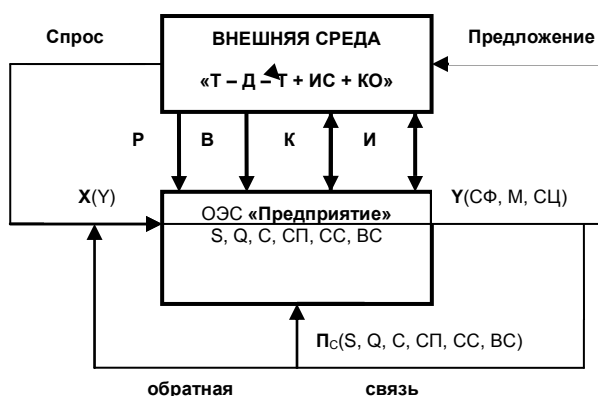 Спрос
ВНЕШНЯЯ СРЕДА
Предложение
«Т – Д – Т + ИС + КО»
Р В К И
X(Y)
ОЭС «Предприятие»
Y(СФ, М, СЦ)
S, Q, С, СП, СС, ВС
Пс(S, Q, С, СП, СС, ВС)
обратная связь